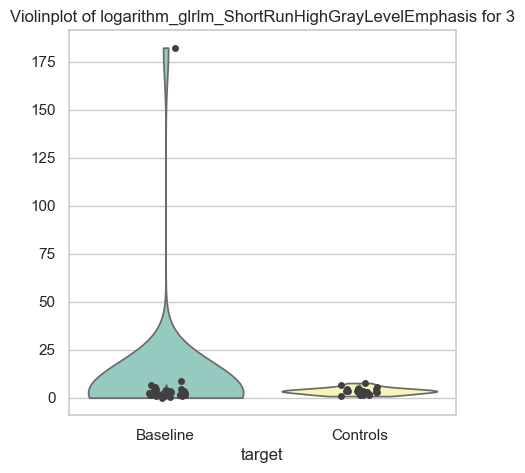 Violinplot of logarithm_glrlm_ShortRunHighGrayLevelEmphasis for 3
175
150
125
100
75
50
25
0
Baseline
Controls
target